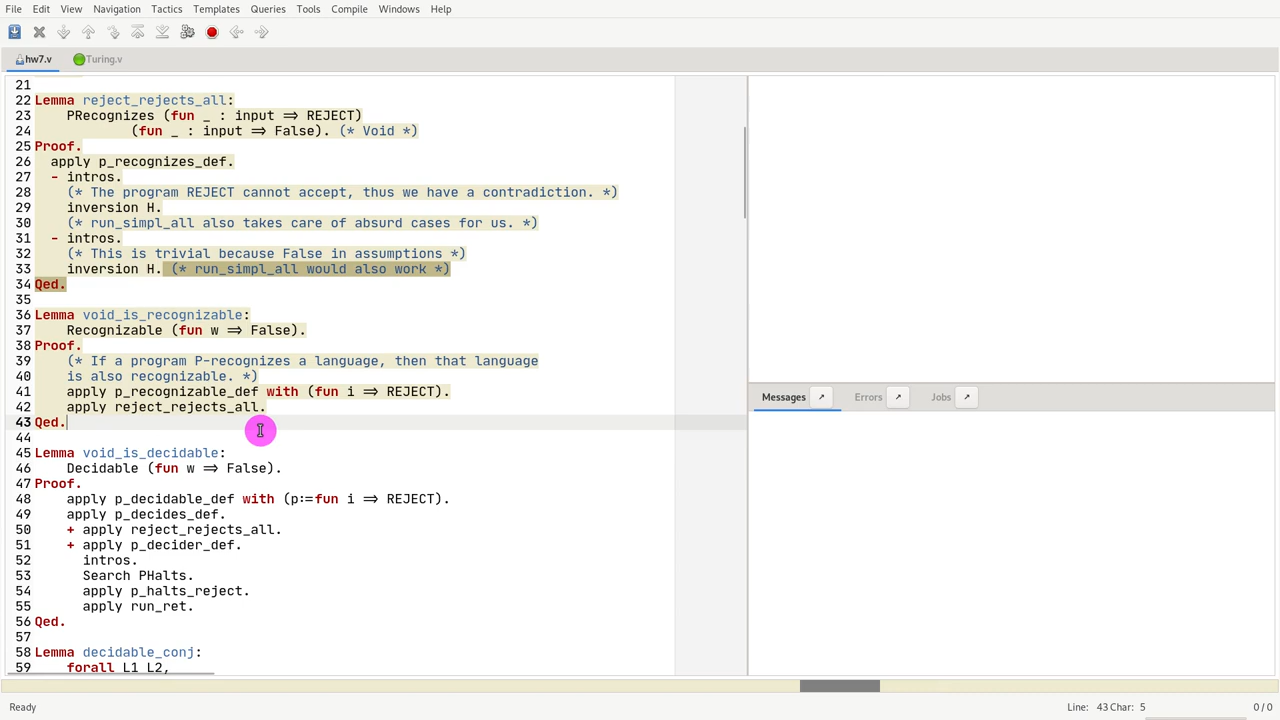 File Edit View Navigation Tactics Templates Queries Tools Compile Windows Help
hw7.v Turing.v
21
22 Lemma reject_rejects_all:
23 PRecognizes (fun _ : input ⇒ REJECT)
24 (fun _ : input ⇒ False). (* Void *)
25 Proof.
26 apply p_recognizes_def.
27 - intros.
28 (* The program REJECT cannot accept, thus we have a contradiction. *)
29 inversion H.
30 (* run_simpl_all also takes care of absurd cases for us. *)
31 - intros.
32 (* This is trivial because False in assumptions *)
33 inversion H. (* run_simpl_all would also work *)
34 Qed.
35
36 Lemma void_is_recognizable:
37 Recognizable (fun w ⇒ False).
38 Proof.
39 (* If a program P-recognizes a language, then that language
40 is also recognizable. *)
41 apply p_recognizable_def with (fun i ⇒ REJECT).
42 apply reject_rejects_all.
43 Qed.
44
45 Lemma void_is_decidable:
46 Decidable (fun w ⇒ False).
47 Proof.
48 apply p_decidable_def with (p:=fun i ⇒ REJECT).
49 apply p_decides_def.
50 + apply reject_rejects_all.
51 + apply p_decider_def.
52 intros.
53 Search PHalts.
54 apply p_halts_reject.
55 apply run_ret.
56 Qed.
57
58 Lemma decidable_conj:
59 forall L1 L2,
Messages ↗ Errors ↗ Jobs ↗
Ready Line: 43 Char: 5 0 / 0